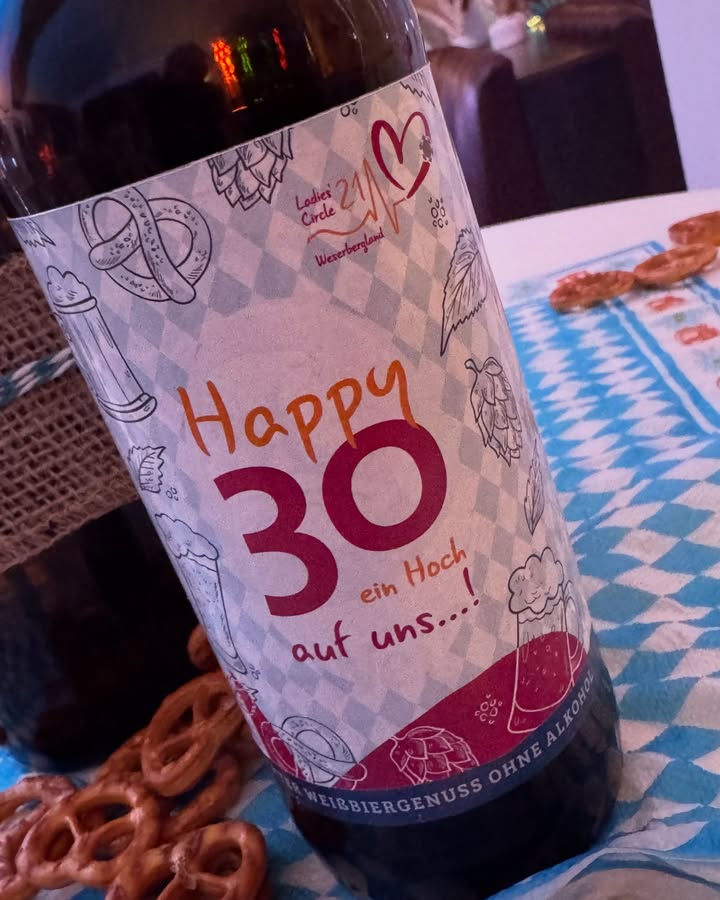 Ladies'
Circle 21
Weserbergland
Happy
30
ein Hoch
auf uns...!
WEIßBIERGENUSS OHNE ALKOHOL